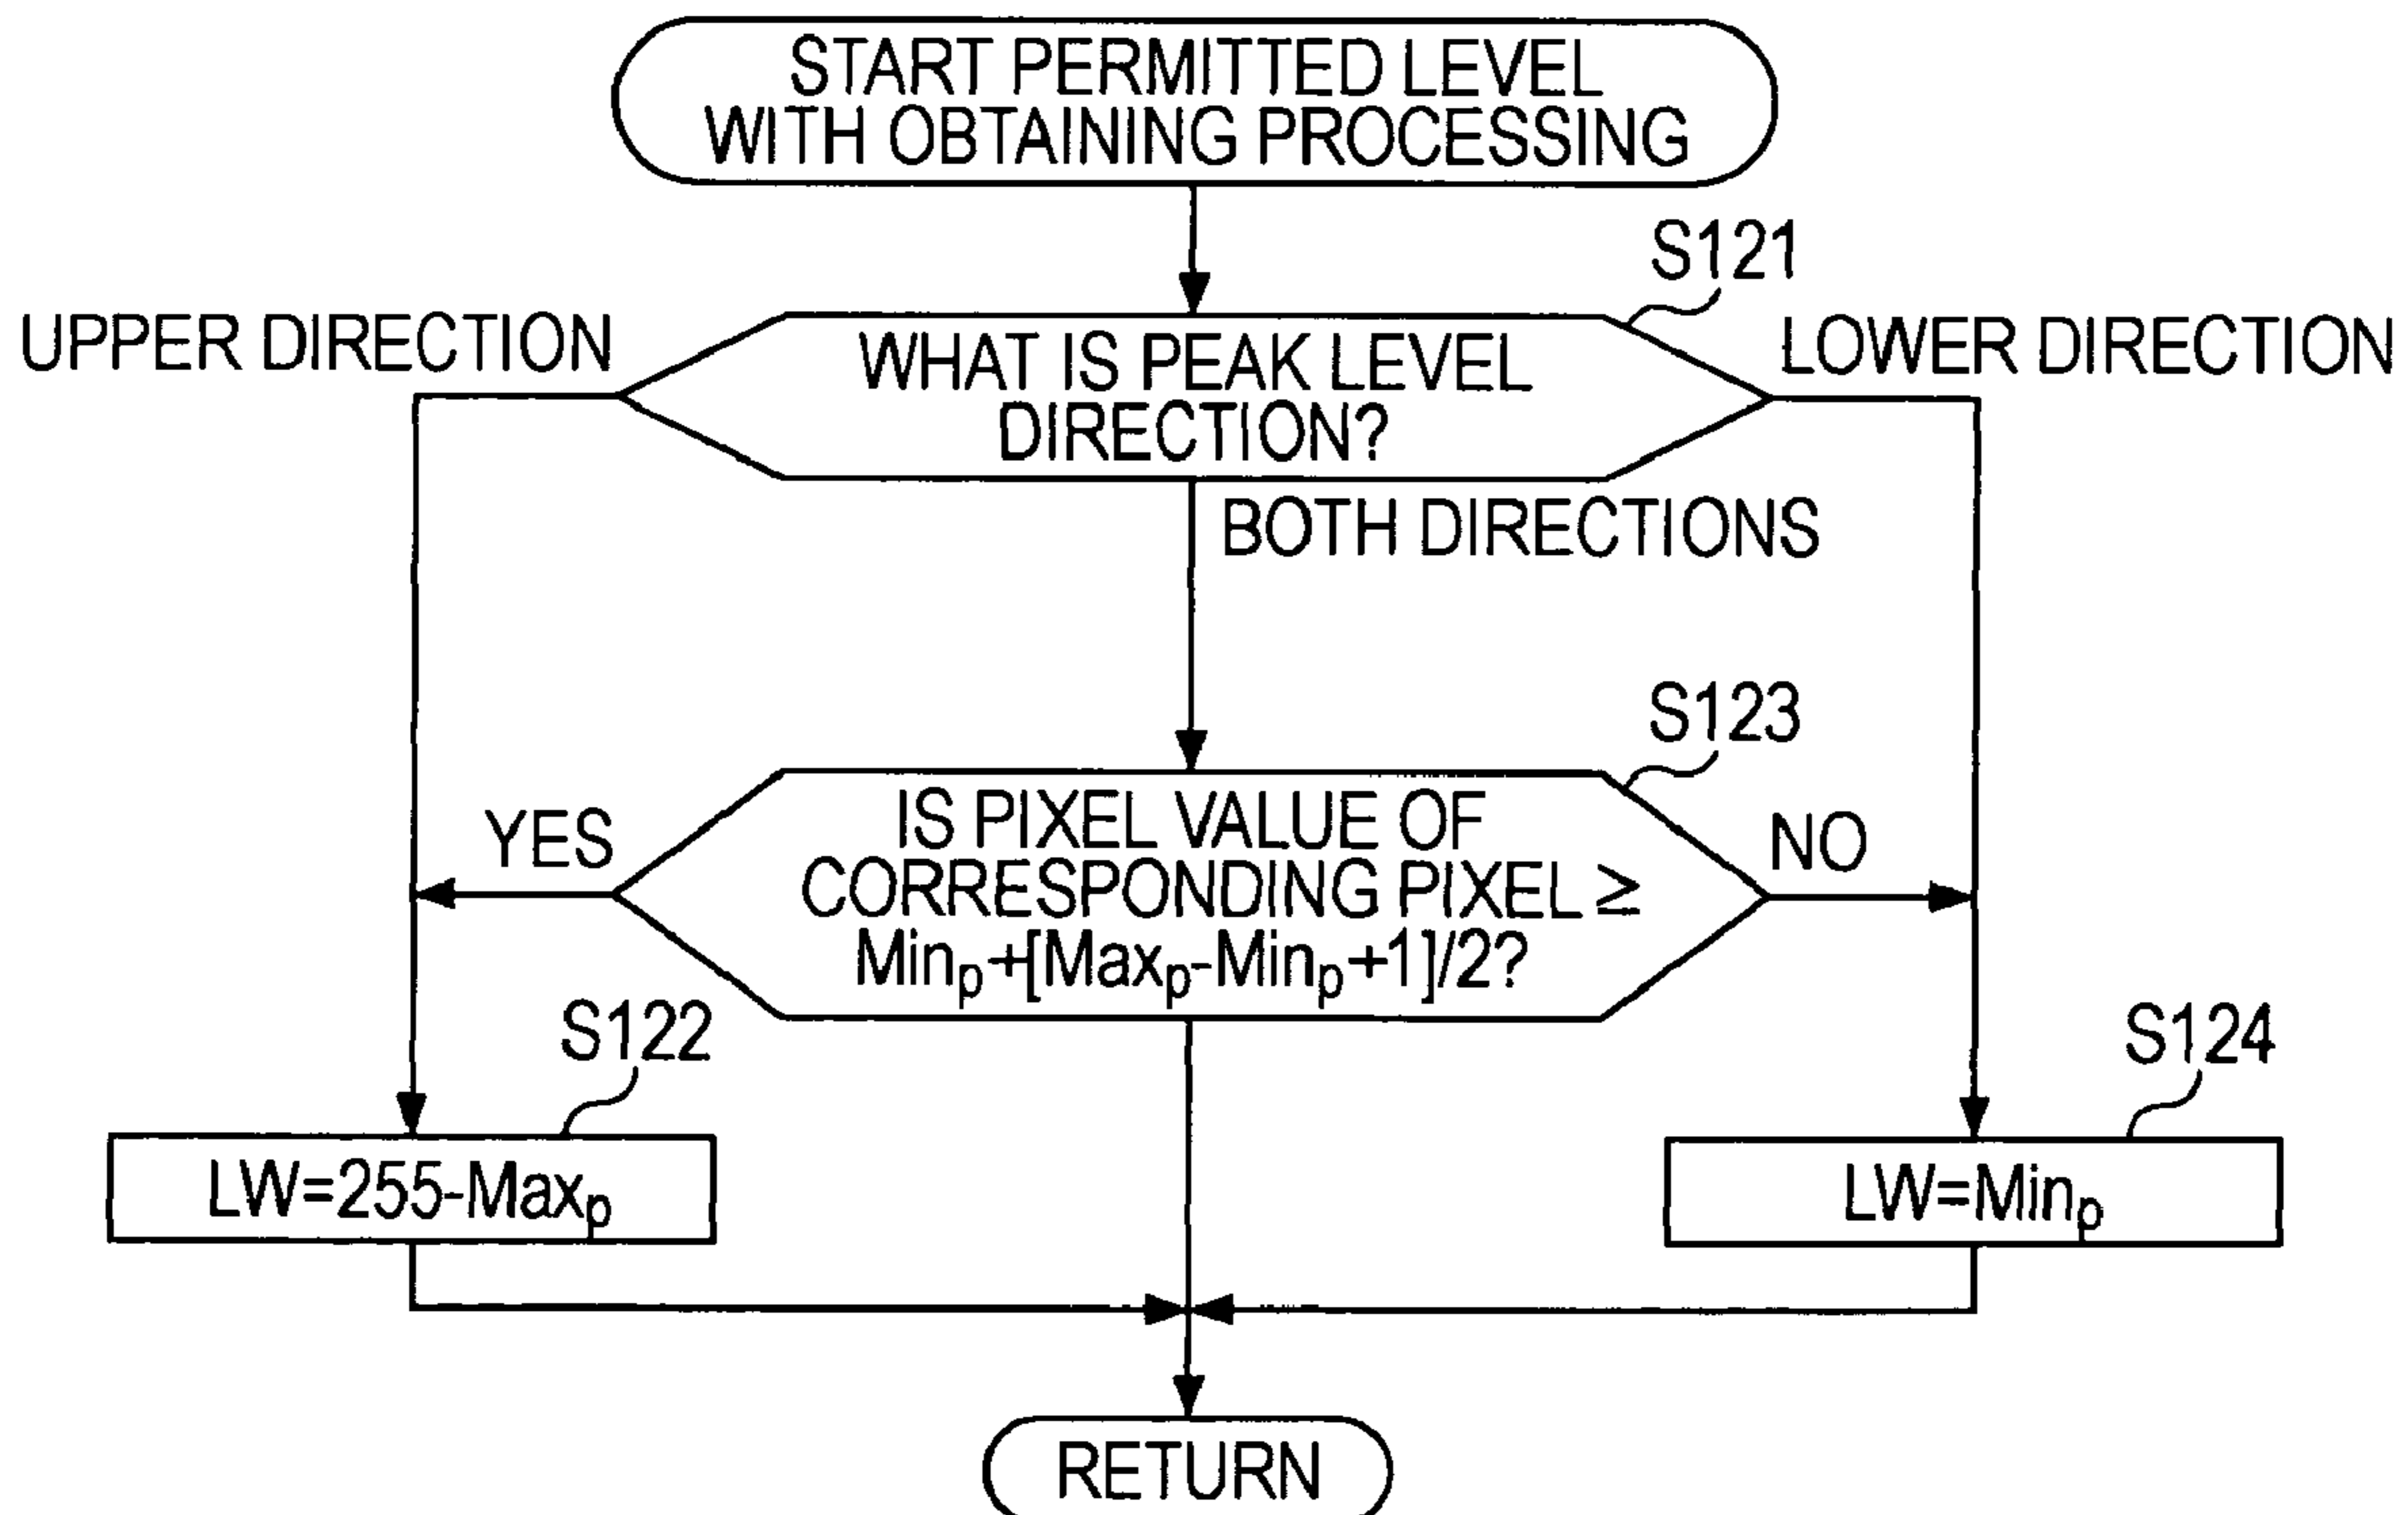 START PERMITTED LEVEL
WITH OBTAINING PROCESSING
S121
UPPER DIRECTION
WHAT IS PEAK LEVEL
DIRECTION?
LOWER DIRECTION
BOTH DIRECTIONS
S123
YES
IS PIXEL VALUE OF
CORRESPONDING PIXEL ≥
Minp+[Maxp-Minp+1]/2?
NO
S122
S124
LW=255-Maxp
LW=Minp
RETURN